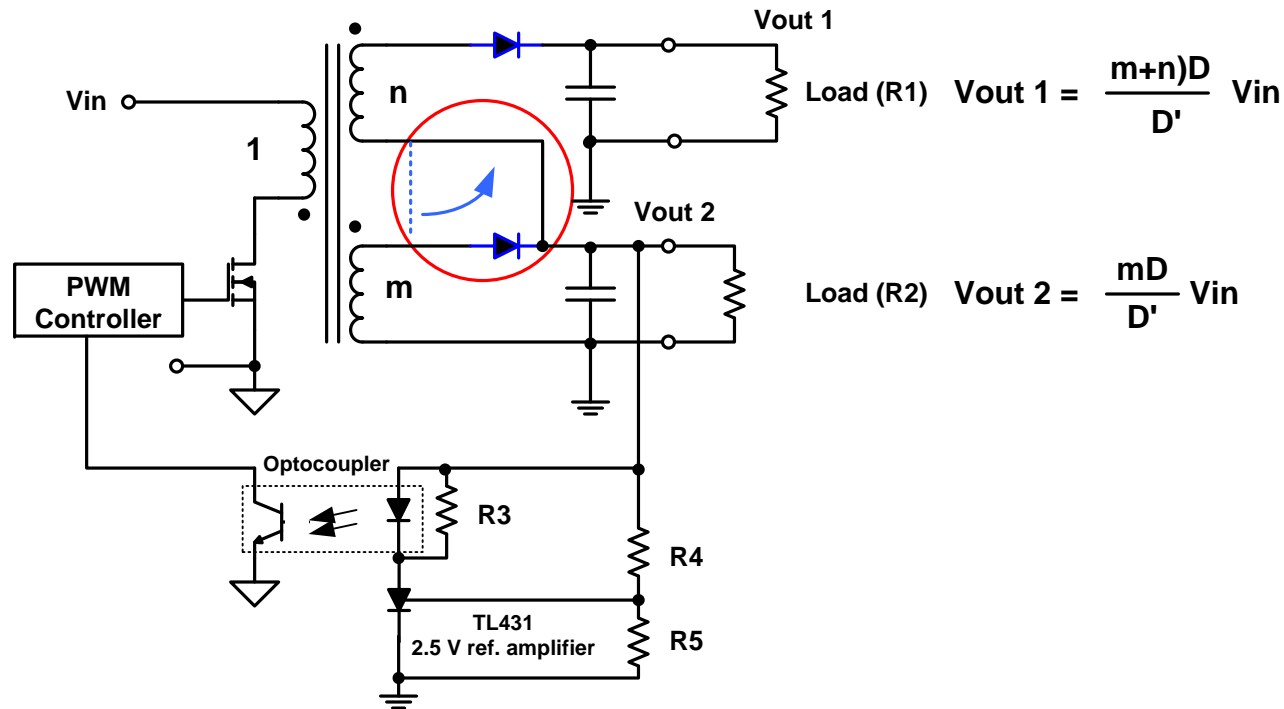 Vout 1
Vin
n
1
Load (R1)
Vout 1 = m+n)D
D' Vin
Vout 2
m
PWM
Controller
Load (R2)
Vout 2 = mD
D' Vin
Optocoupler
R3
R4
TL431
2.5 V ref. amplifier
R5